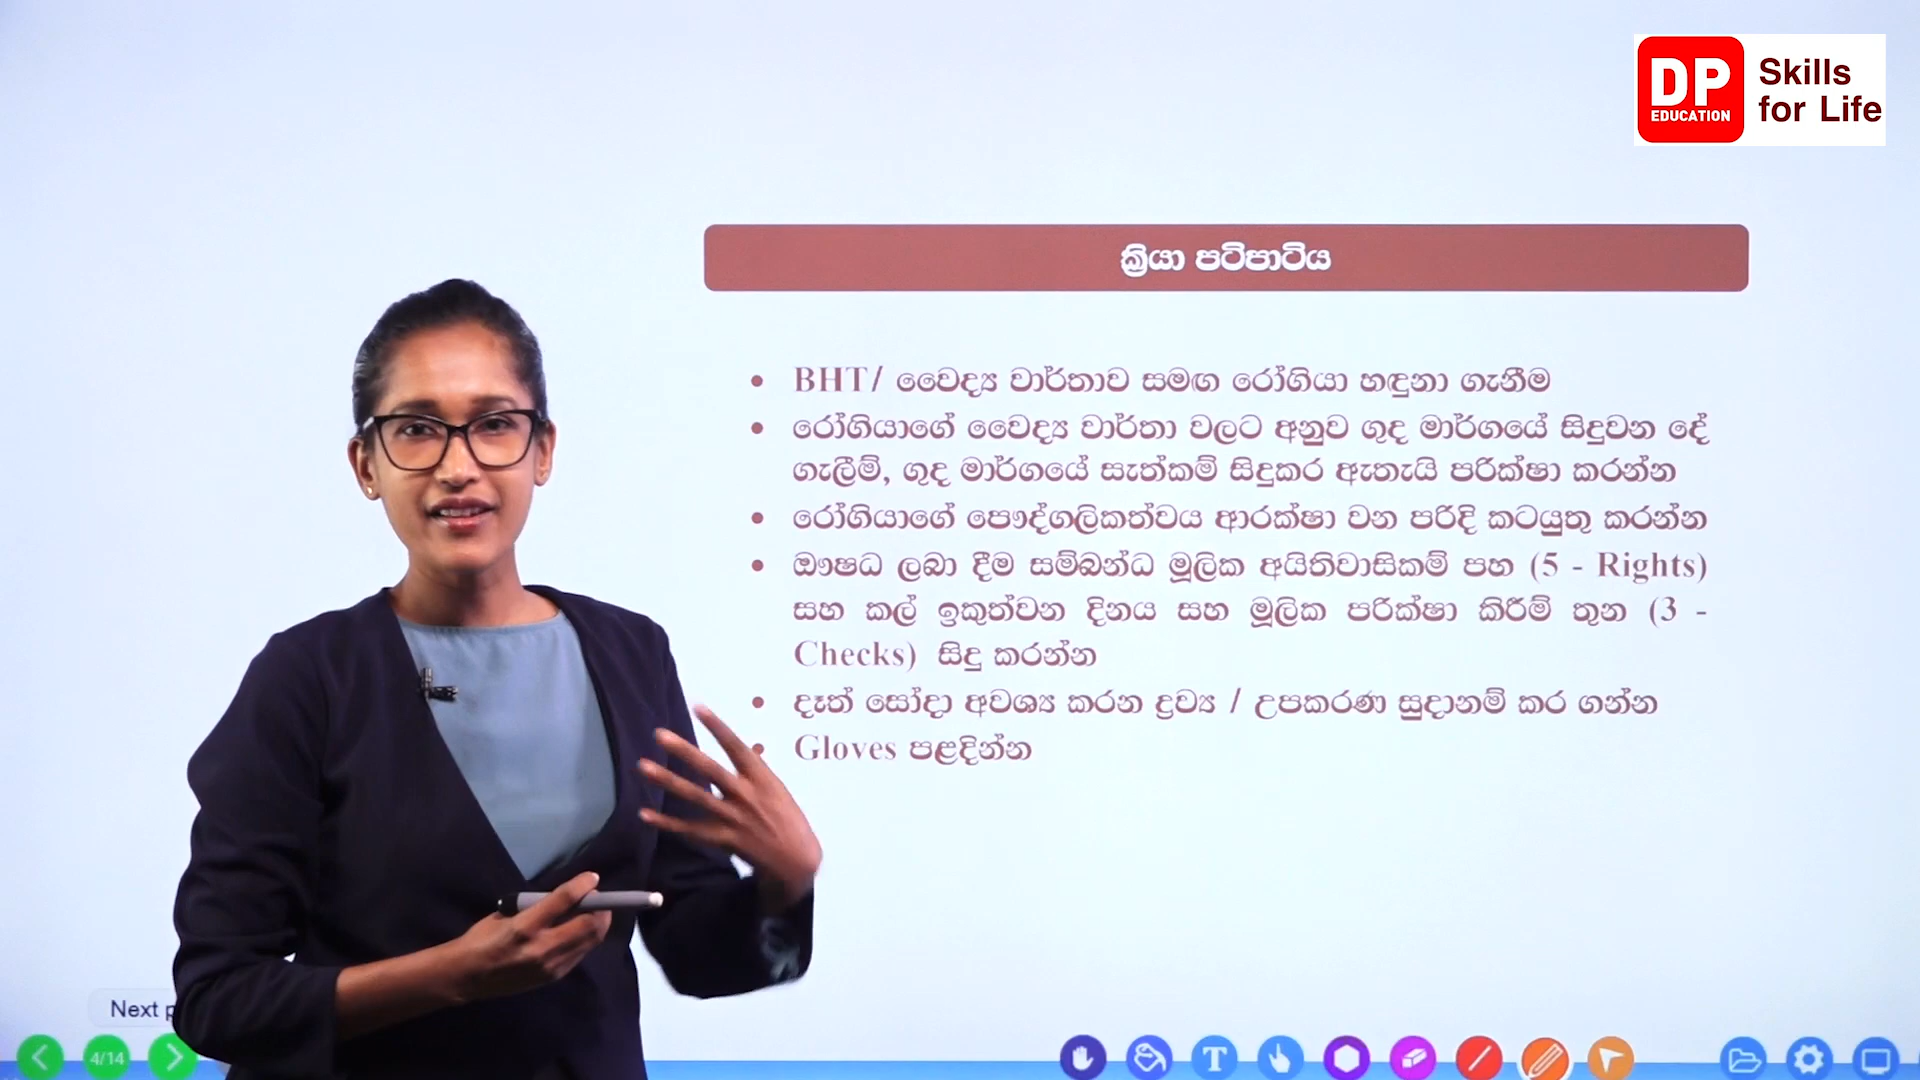 DP
EDUCATION
Skills
for Life
ක්‍රියා පටිපාටිය
• BHT/ වෛද්‍ය වාර්තාව සමඟ රෝගියා හඳුනා ගැනීම
• රෝගියාගේ වෛද්‍ය වාර්තා වලට අනුව ගුද මාර්ගයේ සිදුවන දේ
ගැලීම්, ගුද මාර්ගයේ සැත්කම් සිදුකර ඇතැයි පරික්ෂා කරන්න
• රෝගියාගේ පෞද්ගලිකත්වය ආරක්ෂා වන පරිදි කටයුතු කරන්න
• ඖෂධ ලබා දීම සම්බන්ධ මූලික අයිතිවාසිකම් පහ (5 - Rights)
සහ කල් ඉකුත්වන දිනය සහ මූලික පරික්ෂා කිරීම් තුන (3 -
Checks) සිදු කරන්න
• දෑත් සෝදා අවශ්‍ය කරන ද්‍රව්‍ය / උපකරණ සුදානම් කර ගන්න
• Gloves පළදින්න
Next
4/14
T